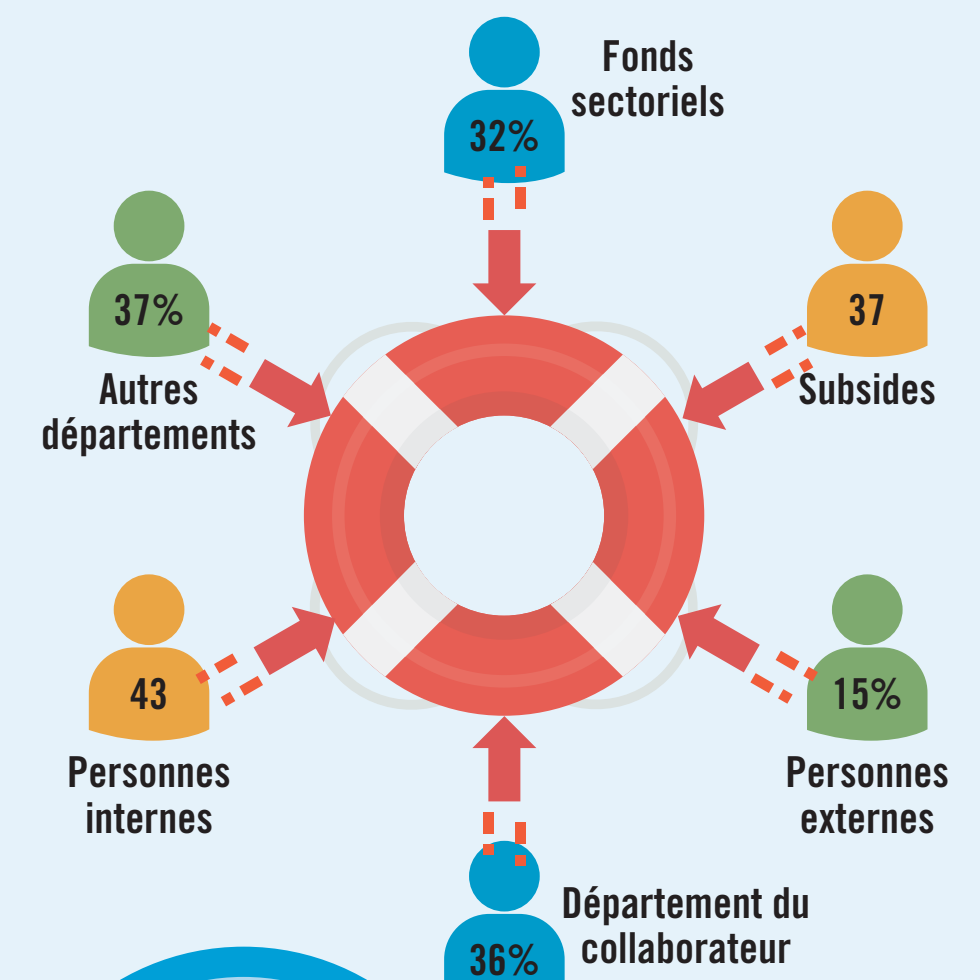 Fonds
sectoriels
32%
37%
Autres
départements
37
Subsides
43
Personnes
internes
15%
Personnes
externes
Département du
collaborateur
36%